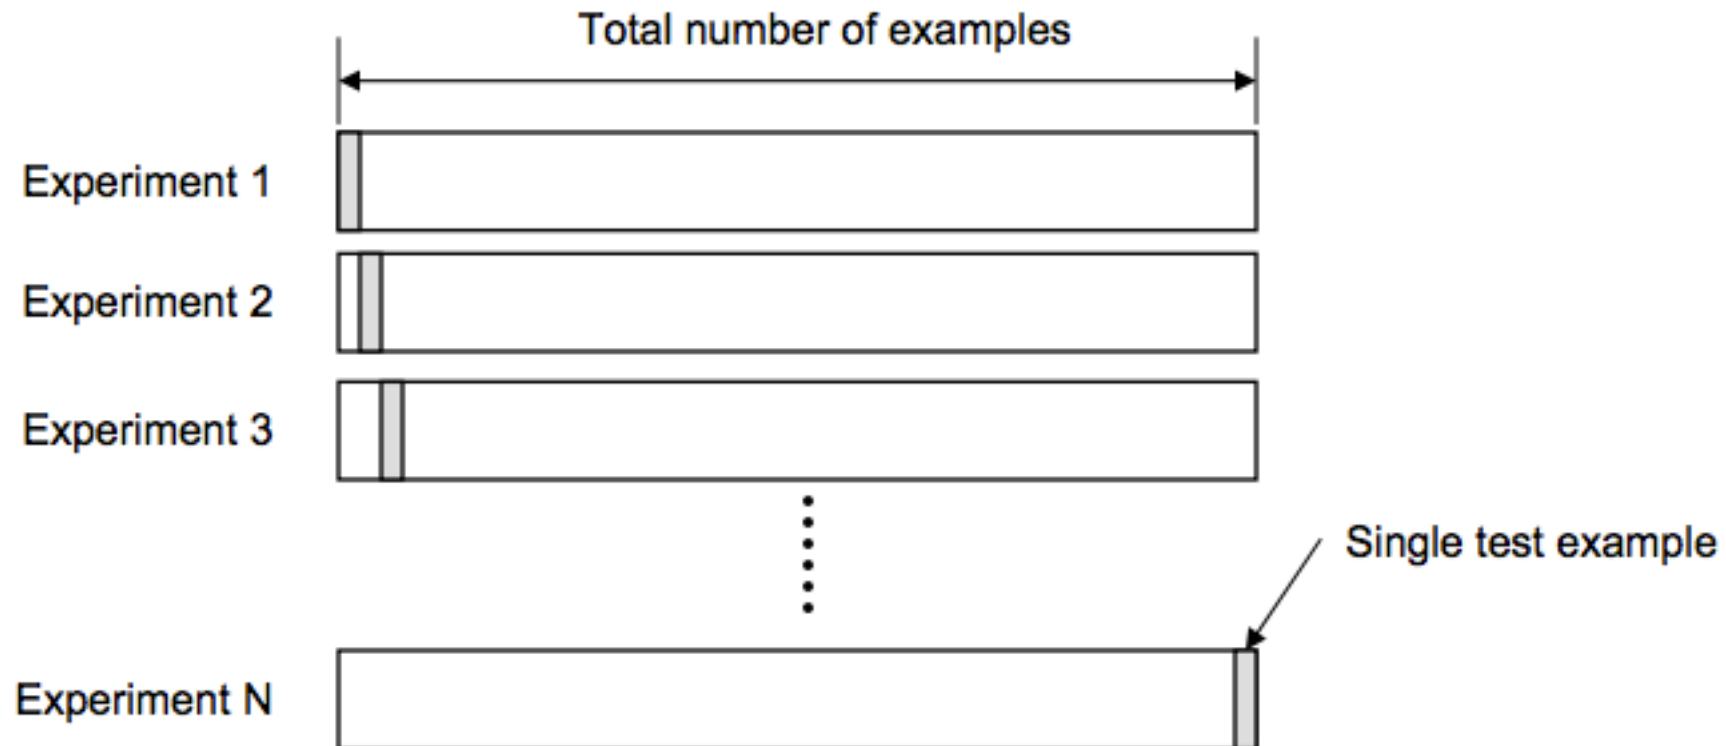 Total number of examples
Experiment 1
Experiment 2
Experiment 3
Single test example
Experiment N